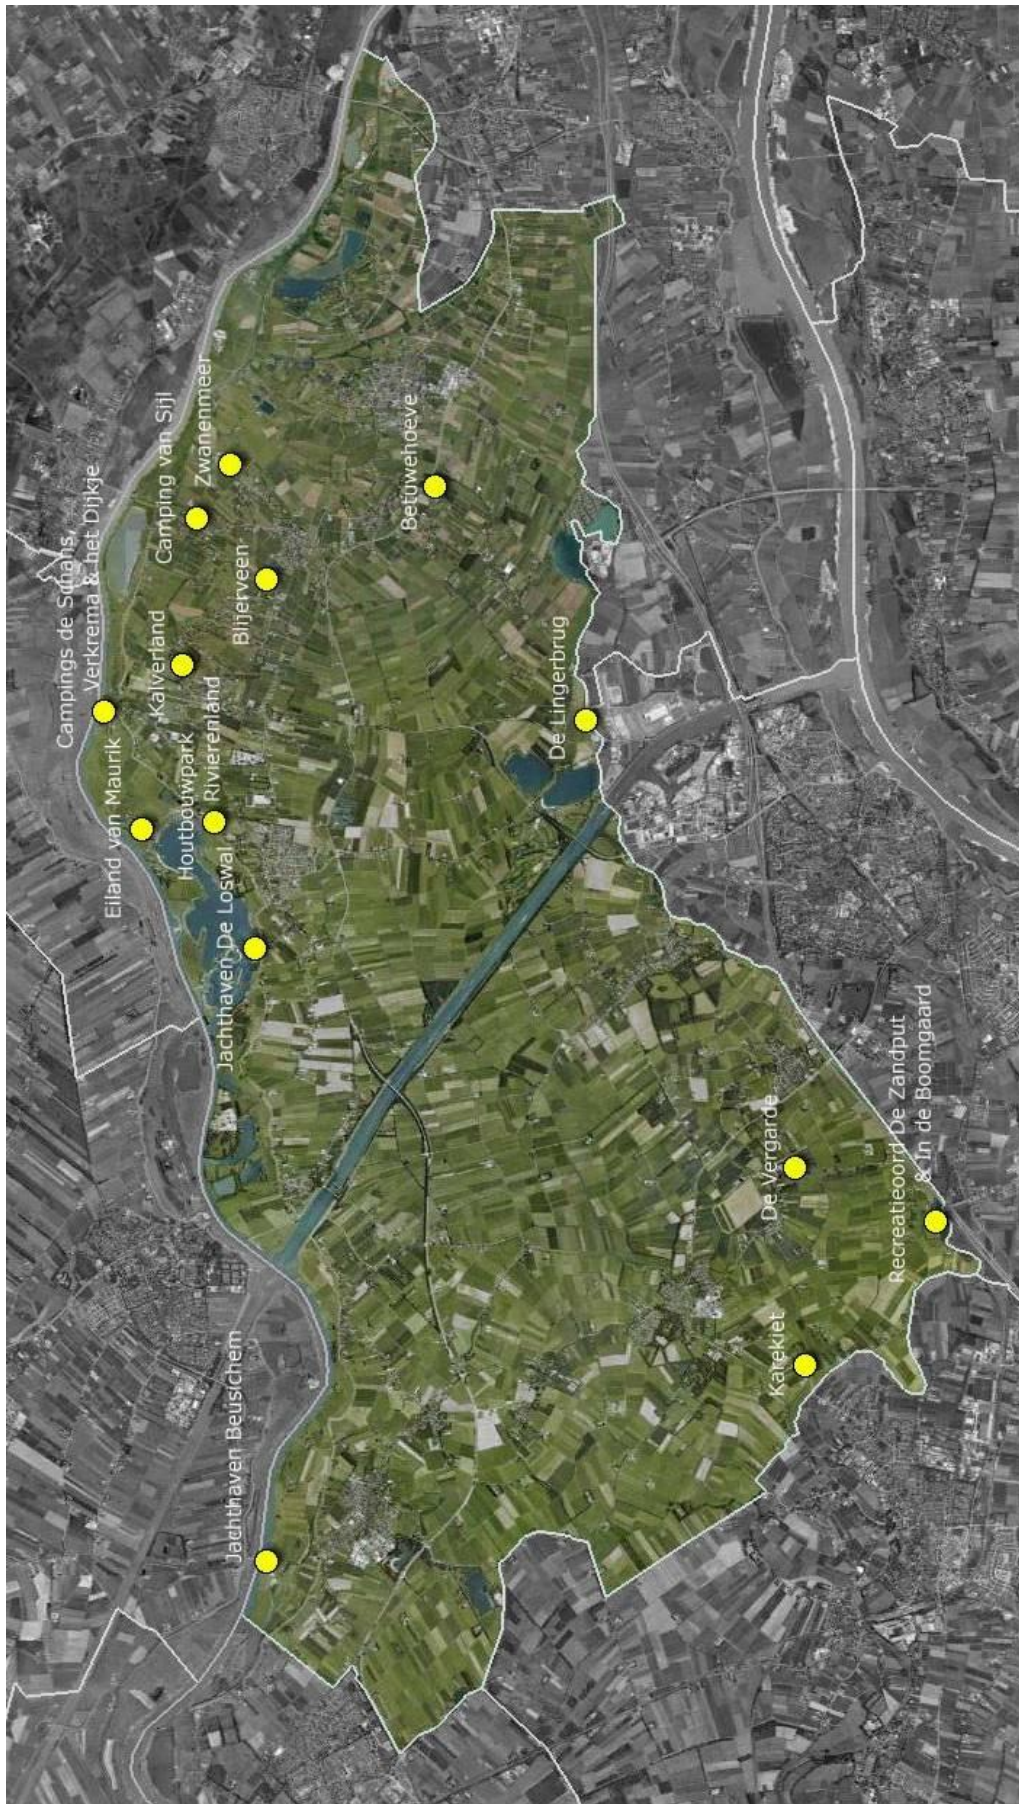 Campings de Schans,
Verkrema & het Dijkje
Eiland van Maurik
Kalverland
Camping van Sijl
Zwanenmeer
Houtbouwpark
Rivierenland
Jachthaven De Loswal
Blijerveen
Jachthaven Beusichem
Betuwehoeve
De Lingerbrug
De Vergarde
Karekiet
Recreatieoord De Zandput
& In de Boomgaard